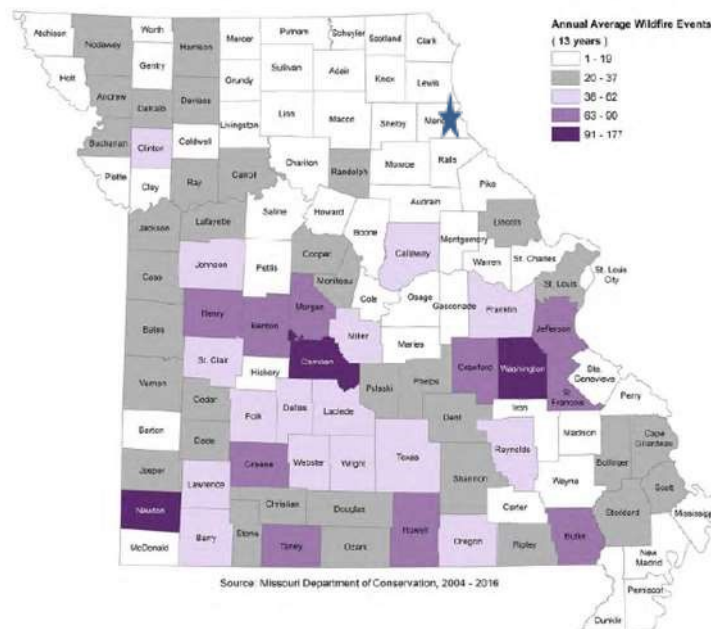 Annual Average Wildfire Events
( 13 years )
1 - 19
20 - 37
38 - 62
63 - 90
91 - 177
Atchison
Nodaway
Worth
Harrison
Mercer
Putnam
Schuyler
Scotland
Clark
Holt
Gentry
Sullivan
Adair
Knox
Lewis
Grundy
Andrew
DeKalb
Daviess
Linn
Macon
Shelby
Livingston
Buchanan
Clinton
Caldwell
Chariton
Randolph
Monroe
Ralls
Platte
Clay
Ray
Carroll
Pike
Audrain
Saline
Howard
Boone
Lincoln
Jackson
Lafayette
Cooper
Callaway
Montgomery
Warren
St. Charles
St. Louis
City
Johnson
Pettis
Moniteau
St. Louis
Cass
Cole
Osage
Gasconade
Franklin
Henry
Benton
Morgan
Jefferson
Bates
Miller
Maries
St. Clair
Hickory
Camden
Pulaski
Phelps
Crawford
Washington
Ste.
Genevieve
St.
Francois
Perry
Vernon
Cedar
Polk
Dallas
Laclede
Dent
Iron
Madison
Cape
Girardeau
Barton
Dade
Texas
Reynolds
Bollinger
Jasper
Greene
Webster
Wright
Shannon
Wayne
Scott
Lawrence
Stoddard
Mississippi
Newton
Christian
Douglas
Carter
Howell
McDonald
Barry
Stone
Taney
Ozark
Oregon
Ripley
Butler
New
Madrid
Pemiscot
Dunklin
Source: Missouri Department of Conservation, 2004 - 2016